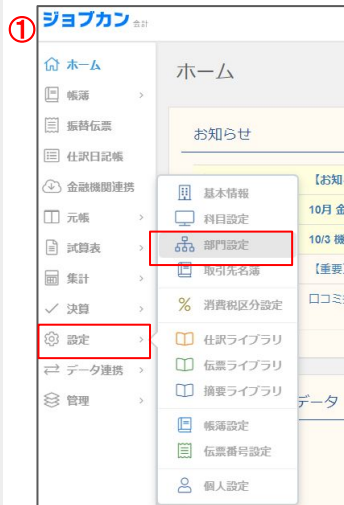 ①
ジョブカン 会計
ホーム
帳簿
振替伝票
仕訳日記帳
金融機関連携
元帳
試算表
集計
決算
設定
データ連携
管理
ホーム
お知らせ
【お知
10月 金
10/3 機
【重要
口コミ
データ
基本情報
科目設定
部門設定
取引先名簿
消費税区分設定
仕訳ライブラリ
伝票ライブラリ
摘要ライブラリ
帳簿設定
伝票番号設定
個人設定